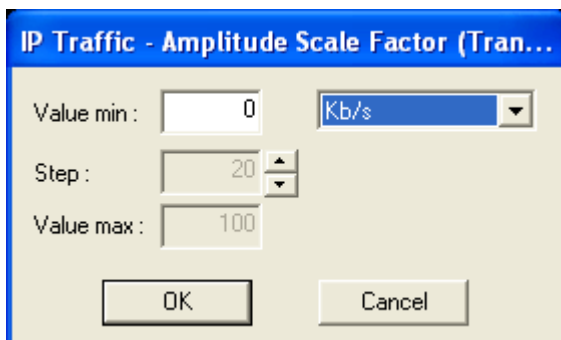 IP Traffic - Amplitude Scale Factor (Tran...
Value min : 0 Kb/s
Step : 20
Value max : 100
OK Cancel